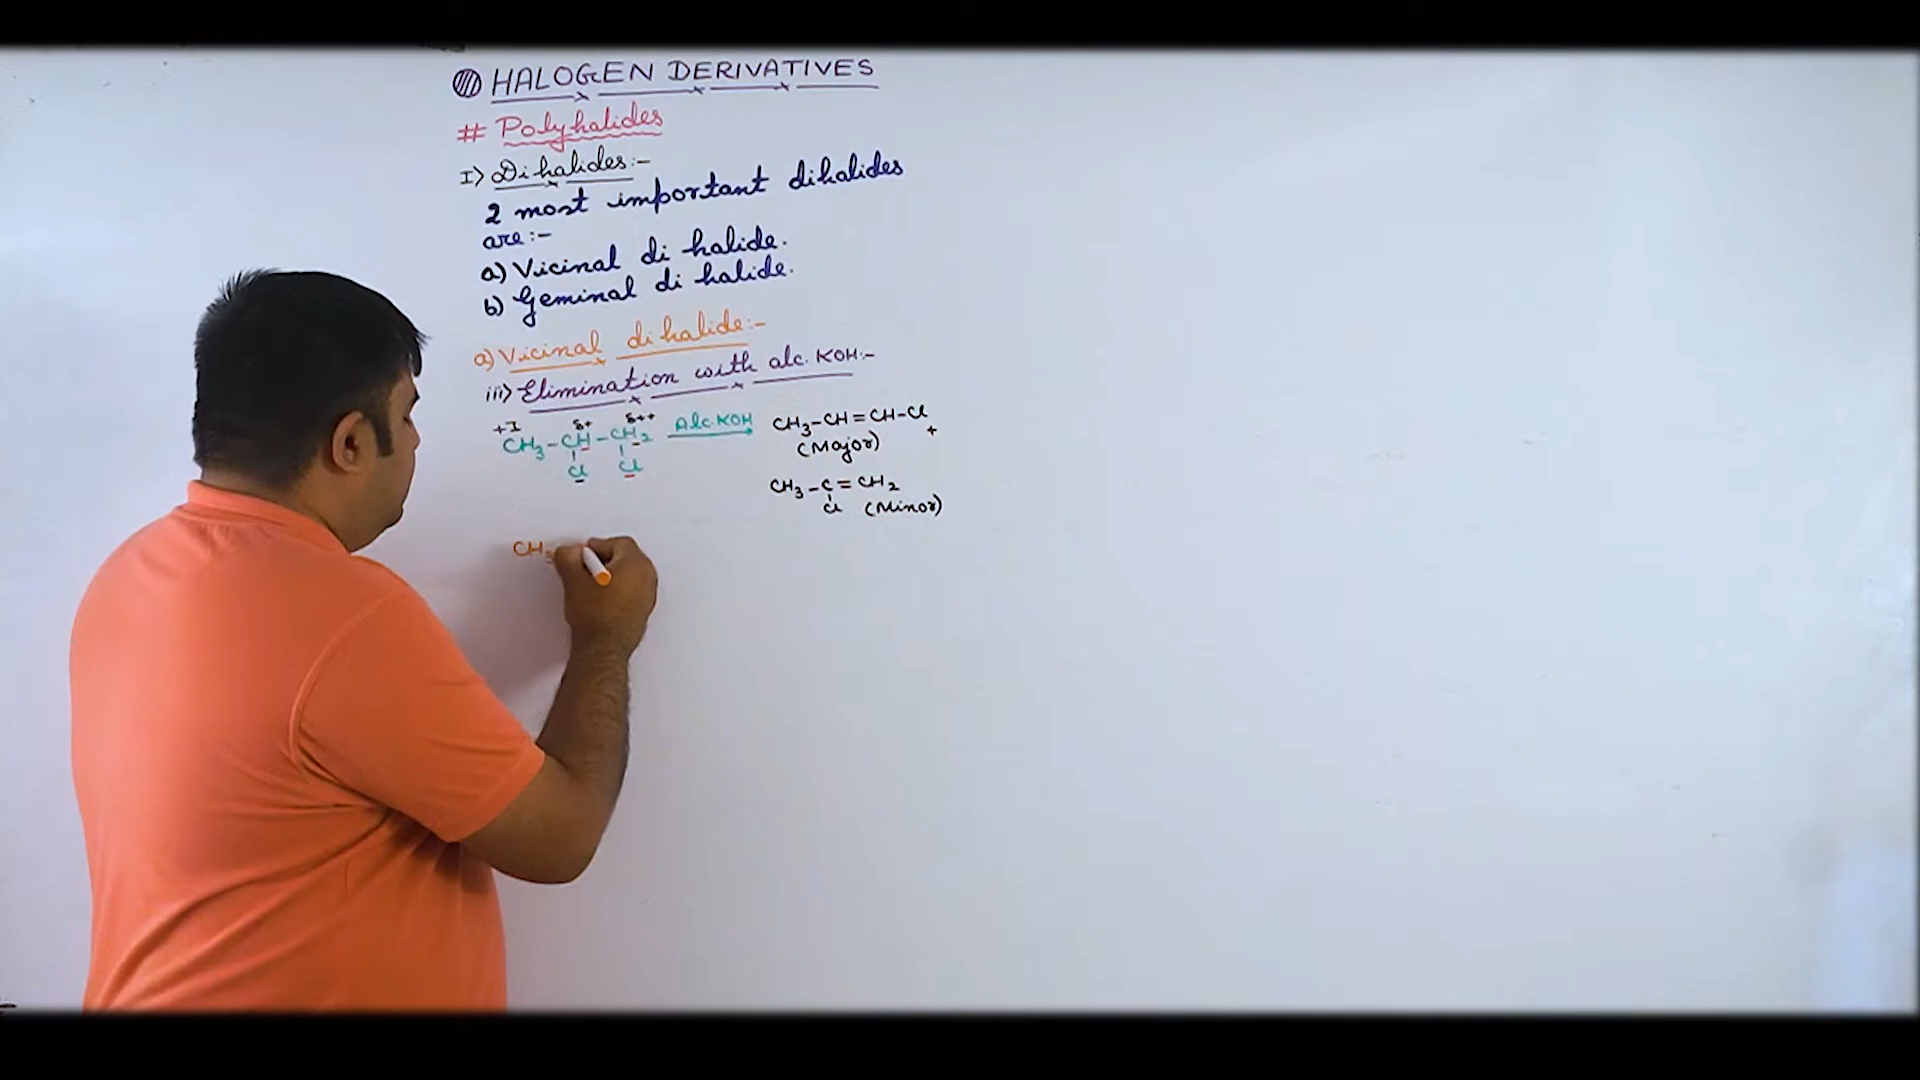 HALOGEN DERIVATIVES
# Polyhalides
I) Dihalides:-
2 most important dihalides
are:-
a) Vicinal di halide.
b) Geminal di halide.
a) Vicinal di halide:-
iii) Elimination with alc. KOH:-
+I δ+ δ++
CH3-CH-CH2 Alc.KOH CH3-CH=CH-Cl +
Cl Cl (Major)
CH3-C=CH2
Cl (Minor)
CH3